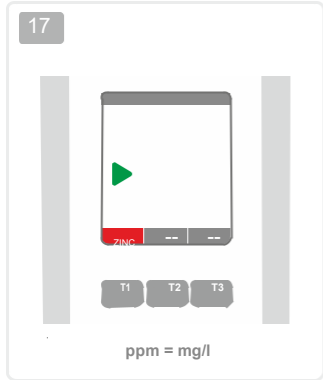 17
ZINC -- --
T1 T2 T3
ppm = mg/l